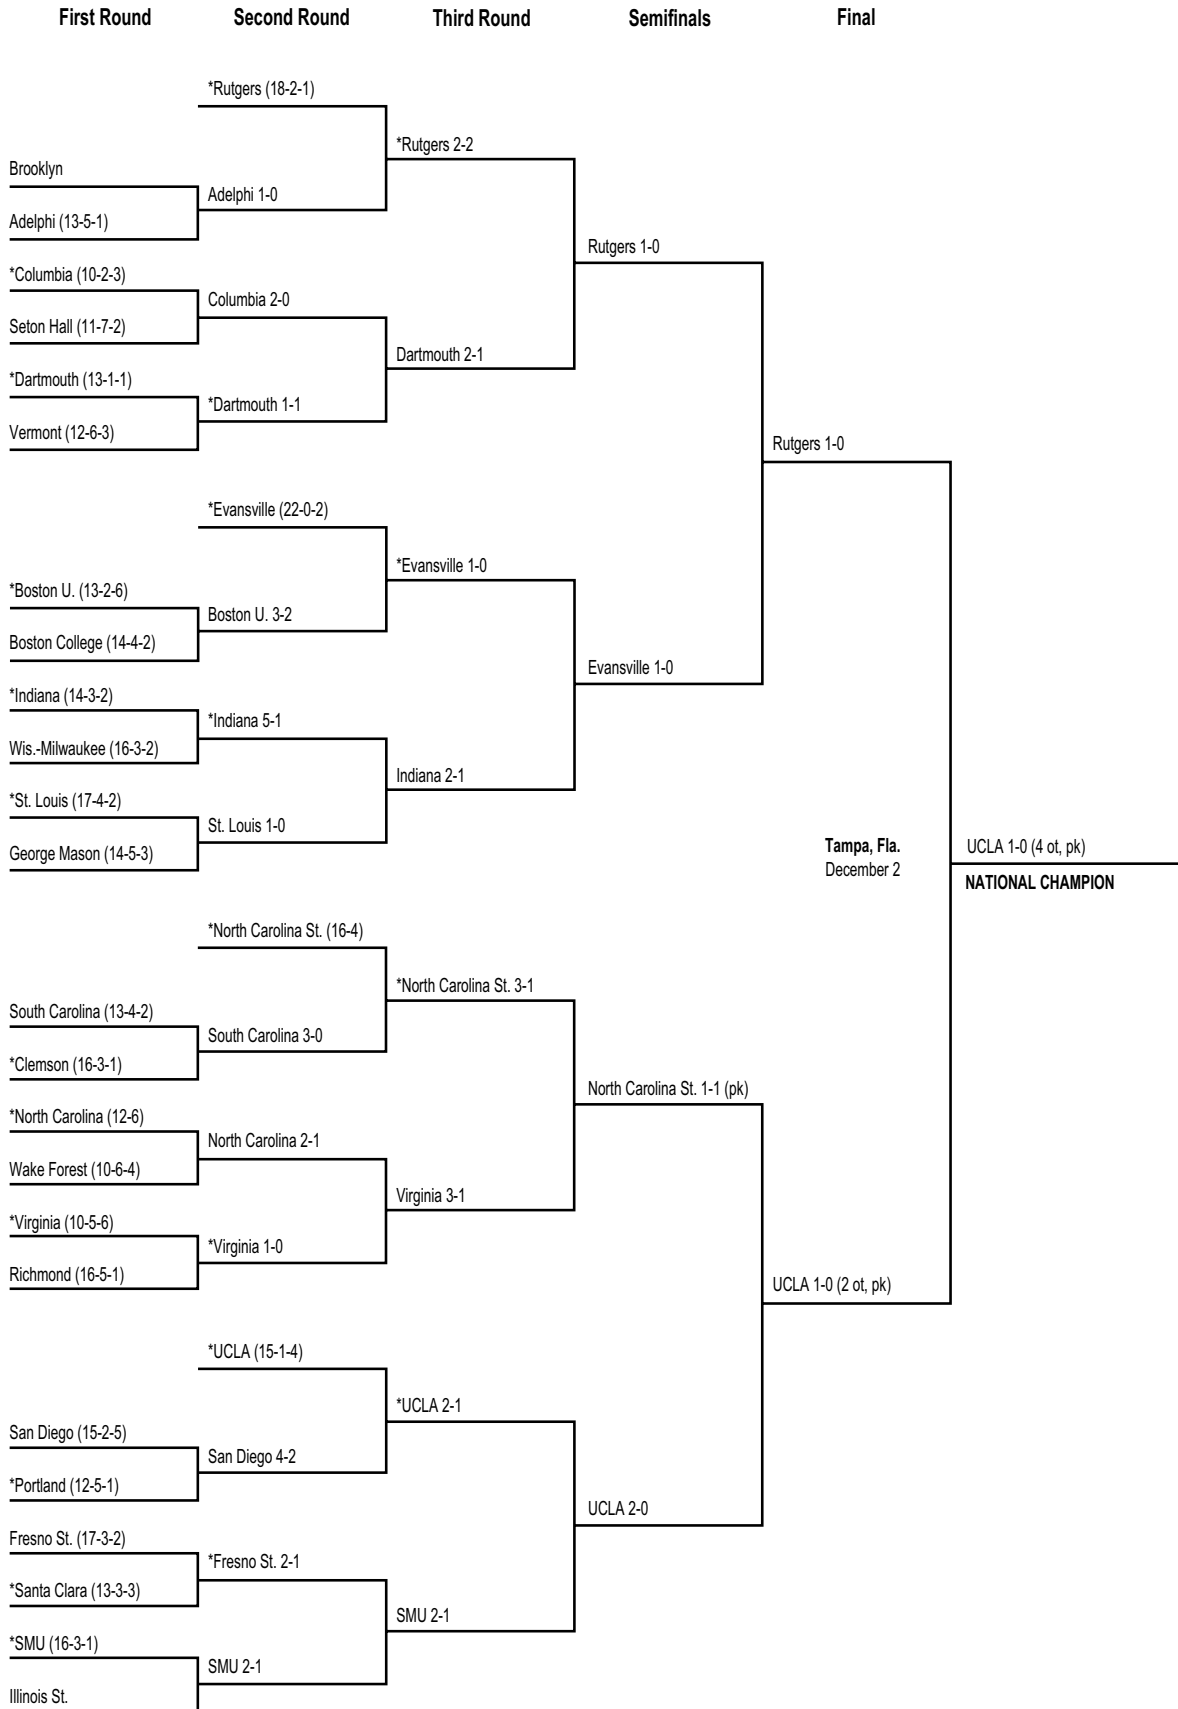 First Round
Second Round
Third Round
Semifinals
Final
*Rutgers (18-2-1)
*Rutgers 2-2
Brooklyn
Adelphi 1-0
Adelphi (13-5-1)
Rutgers 1-0
*Columbia (10-2-3)
Columbia 2-0
Seton Hall (11-7-2)
Dartmouth 2-1
*Dartmouth (13-1-1)
*Dartmouth 1-1
Vermont (12-6-3)
Rutgers 1-0
*Evansville (22-0-2)
*Evansville 1-0
*Boston U. (13-2-6)
Boston U. 3-2
Boston College (14-4-2)
Evansville 1-0
*Indiana (14-3-2)
*Indiana 5-1
Wis.-Milwaukee (16-3-2)
Indiana 2-1
*St. Louis (17-4-2)
St. Louis 1-0
George Mason (14-5-3)
Tampa, Fla.
December 2
UCLA 1-0 (4 ot, pk)
NATIONAL CHAMPION
*North Carolina St. (16-4)
*North Carolina St. 3-1
South Carolina (13-4-2)
South Carolina 3-0
*Clemson (16-3-1)
North Carolina St. 1-1 (pk)
*North Carolina (12-6)
North Carolina 2-1
Wake Forest (10-6-4)
Virginia 3-1
*Virginia (10-5-6)
*Virginia 1-0
Richmond (16-5-1)
UCLA 1-0 (2 ot, pk)
*UCLA (15-1-4)
*UCLA 2-1
San Diego (15-2-5)
San Diego 4-2
*Portland (12-5-1)
UCLA 2-0
Fresno St. (17-3-2)
*Fresno St. 2-1
*Santa Clara (13-3-3)
SMU 2-1
*SMU (16-3-1)
SMU 2-1
Illinois St.